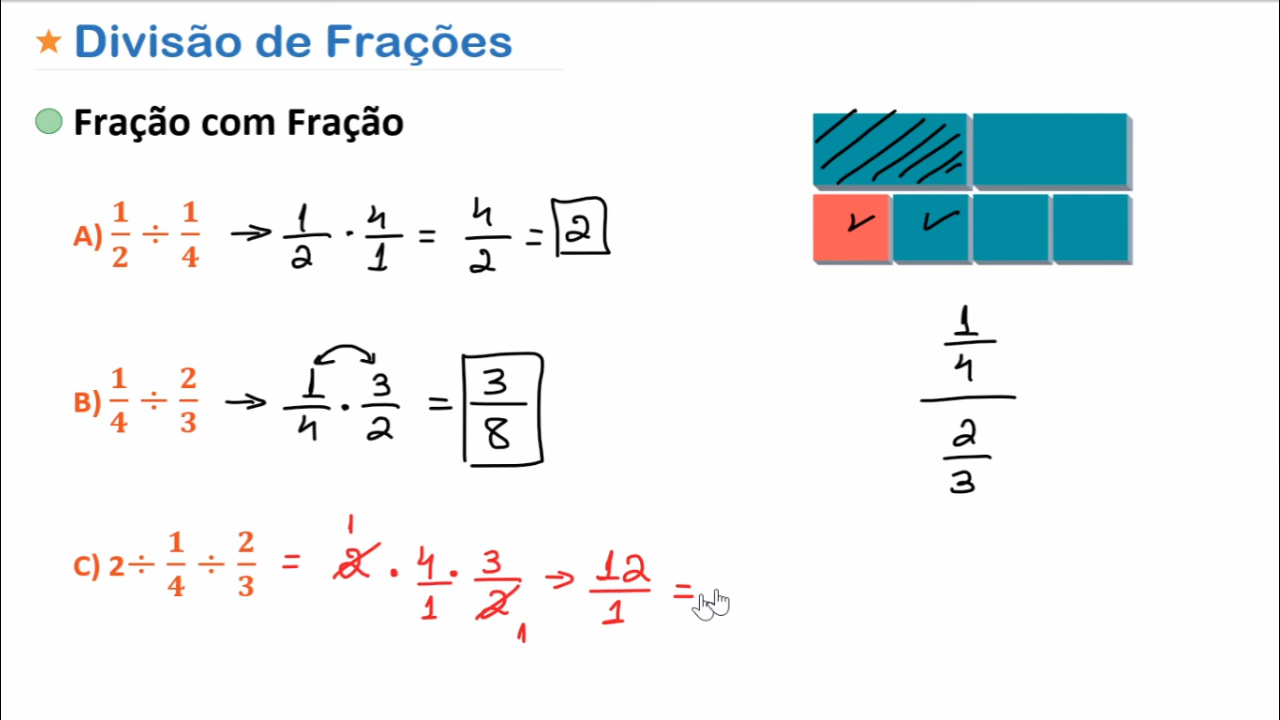 Divisão de Frações
Fração com Fração
A) 1/2 ÷ 1/4 → 1/2 · 4/1 = 4/2 = 2
B) 1/4 ÷ 2/3 → 1/4 · 3/2 = 3/8
C) 2 ÷ 1/4 ÷ 2/3 = 2 · 4/1 · 3/2 → 12/1 =
1
1
1/4
2/3